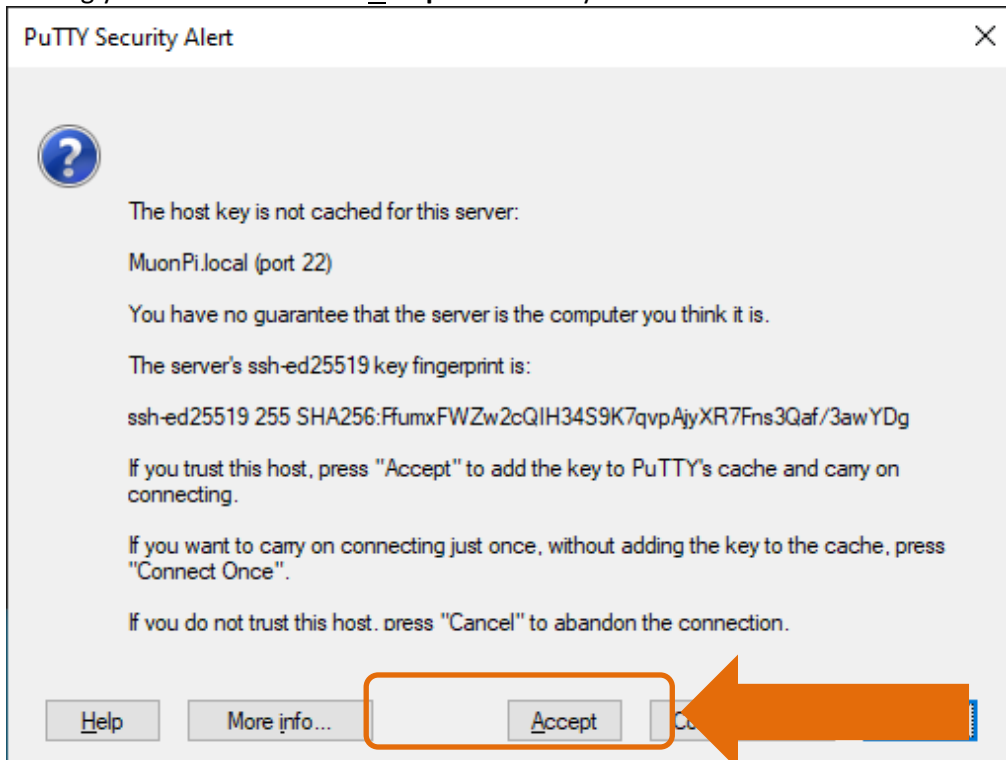 PuTTY Security Alert
The host key is not cached for this server:
MuonPi.local (port 22)
You have no guarantee that the server is the computer you think it is.
The server's ssh-ed25519 key fingerprint is:
ssh-ed25519 255 SHA256:FfumxFWZw2cQIH34S9K7qvpAjyXR7Fns3Qaf/3awYDg
If you trust this host, press "Accept" to add the key to PuTTY's cache and carry on
connecting.
If you want to carry on connecting just once, without adding the key to the cache, press
"Connect Once".
If you do not trust this host, press "Cancel" to abandon the connection.
Help More info... Accept